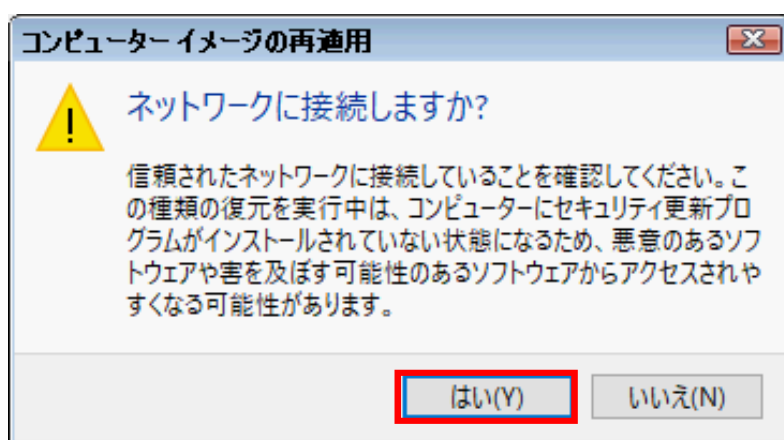 コンピューター イメージの再適用
ネットワークに接続しますか?
信頼されたネットワークに接続していることを確認してください。こ
の種類の復元を実行中は、コンピューターにセキュリティ更新プロ
グラムがインストールされていない状態になるため、悪意のあるソフ
トウェアや害を及ぼす可能性のあるソフトウェアからアクセスされや
すくなる可能性があります。
はい(Y)
いいえ(N)